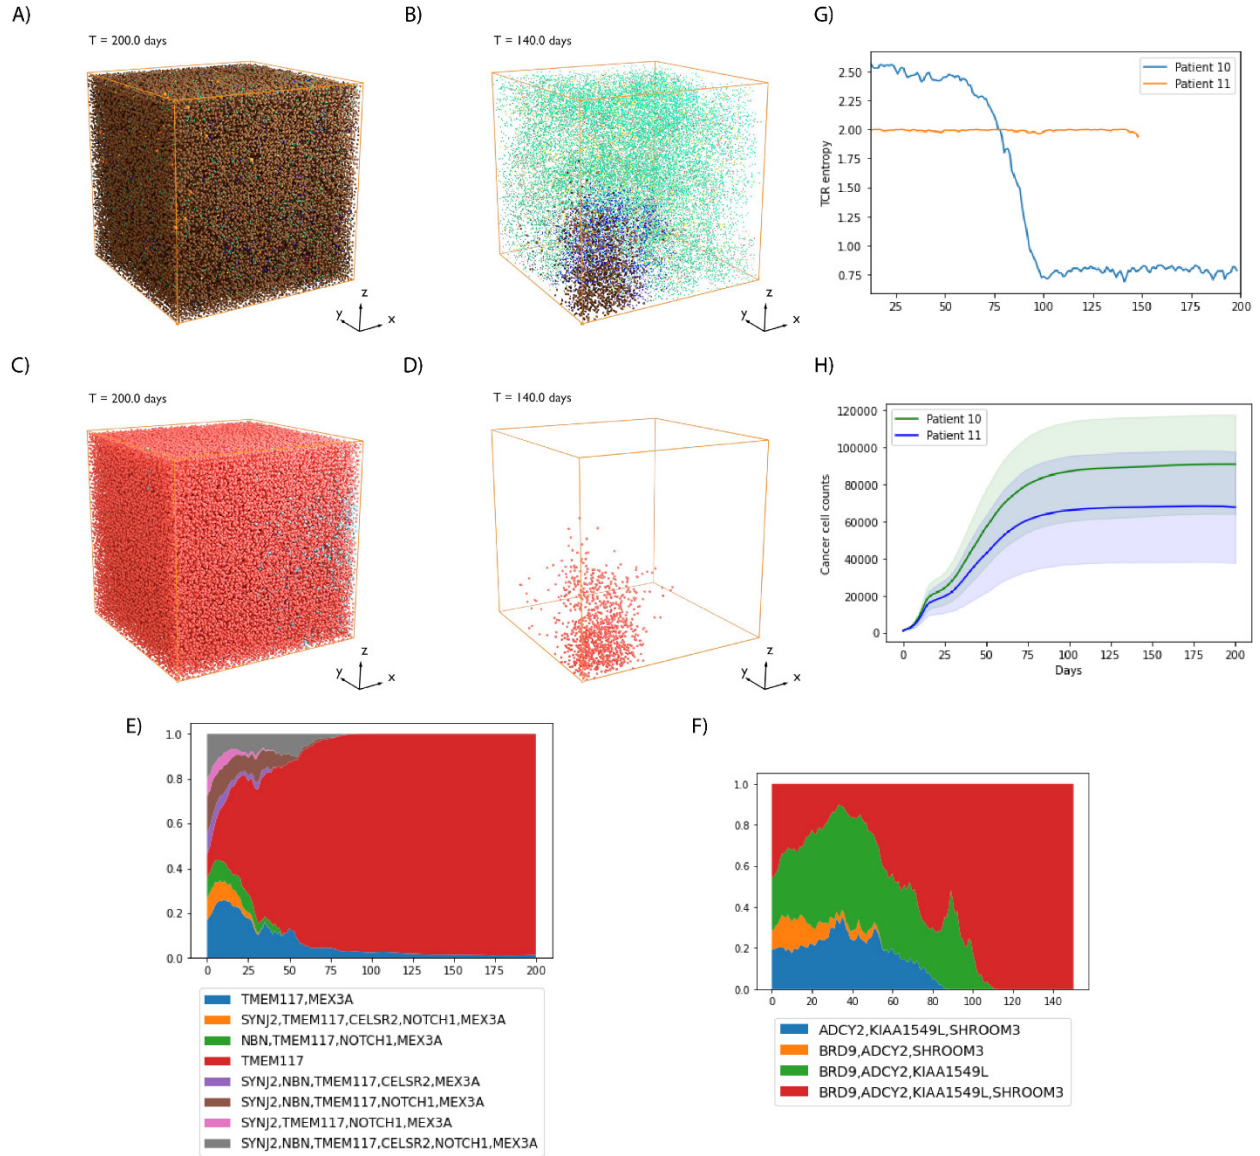 A)
T = 200.0 days
z
y
x
B)
T = 140.0 days
z
y
x
G)
TCR entropy
2.50
2.25
2.00
1.75
1.50
1.25
1.00
0.75
25 50 75 100 125 150 175 200
Patient 10
Patient 11
C)
T = 200.0 days
z
y
x
D)
T = 140.0 days
z
y
x
H)
Cancer cell counts
120000
100000
80000
60000
40000
20000
0
0 25 50 75 100 125 150 175 200
Days
Patient 10
Patient 11
E)
1.0
0.8
0.6
0.4
0.2
0.0
0 25 50 75 100 125 150 175 200
TMEM117,MEX3A
SYNJ2,TMEM117,CELSR2,NOTCH1,MEX3A
NBN,TMEM117,NOTCH1,MEX3A
TMEM117
SYNJ2,NBN,TMEM117,CELSR2,MEX3A
SYNJ2,NBN,TMEM117,NOTCH1,MEX3A
SYNJ2,TMEM117,NOTCH1,MEX3A
SYNJ2,NBN,TMEM117,CELSR2,NOTCH1,MEX3A
F)
1.0
0.8
0.6
0.4
0.2
0.0
0 20 40 60 80 100 120 140
ADCY2,KIAA1549L,SHROOM3
BRD9,ADCY2,SHROOM3
BRD9,ADCY2,KIAA1549L
BRD9,ADCY2,KIAA1549L,SHROOM3